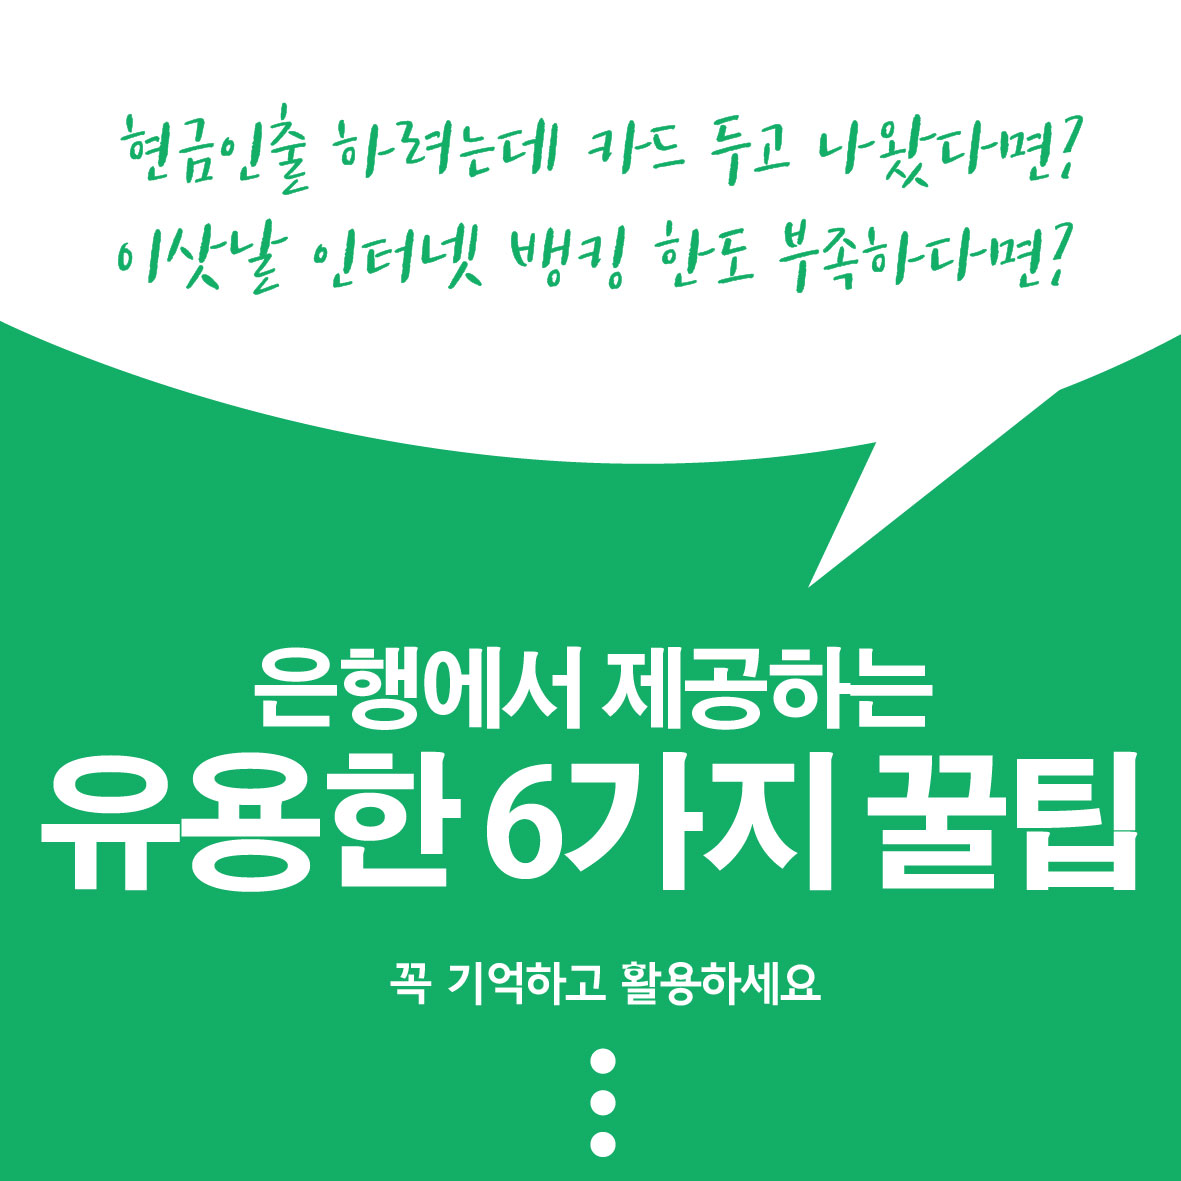 현금인출 하려는데 카드 두고 나왔다면?
이삿날 인터넷 뱅킹 한도 부족하다면?
은행에서 제공하는
유용한 6가지 꿀팁
꼭 기억하고 활용하세요